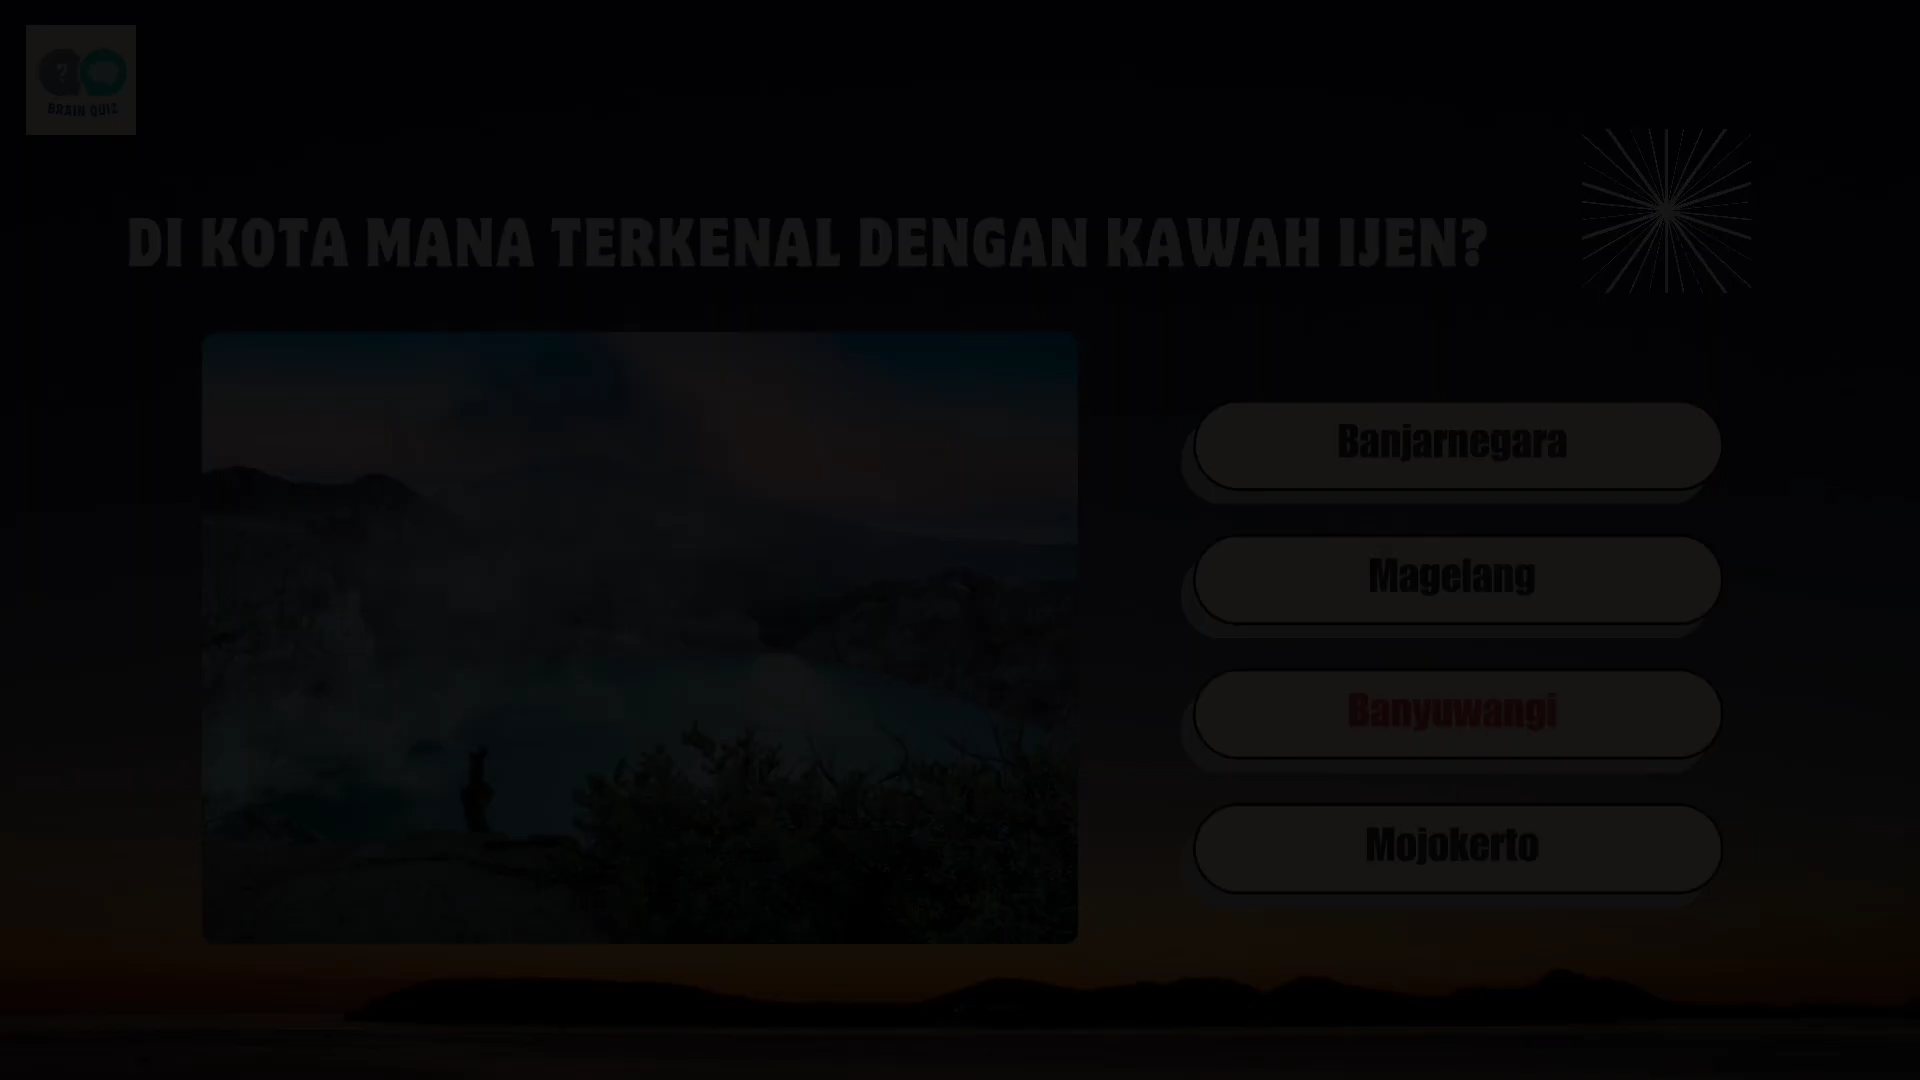 ?
BRAIN QUIZ
DI KOTA MANA TERKENAL DENGAN KAWAH IJEN?
Banjarnegara
Magelang
Banyuwangi
Mojokerto